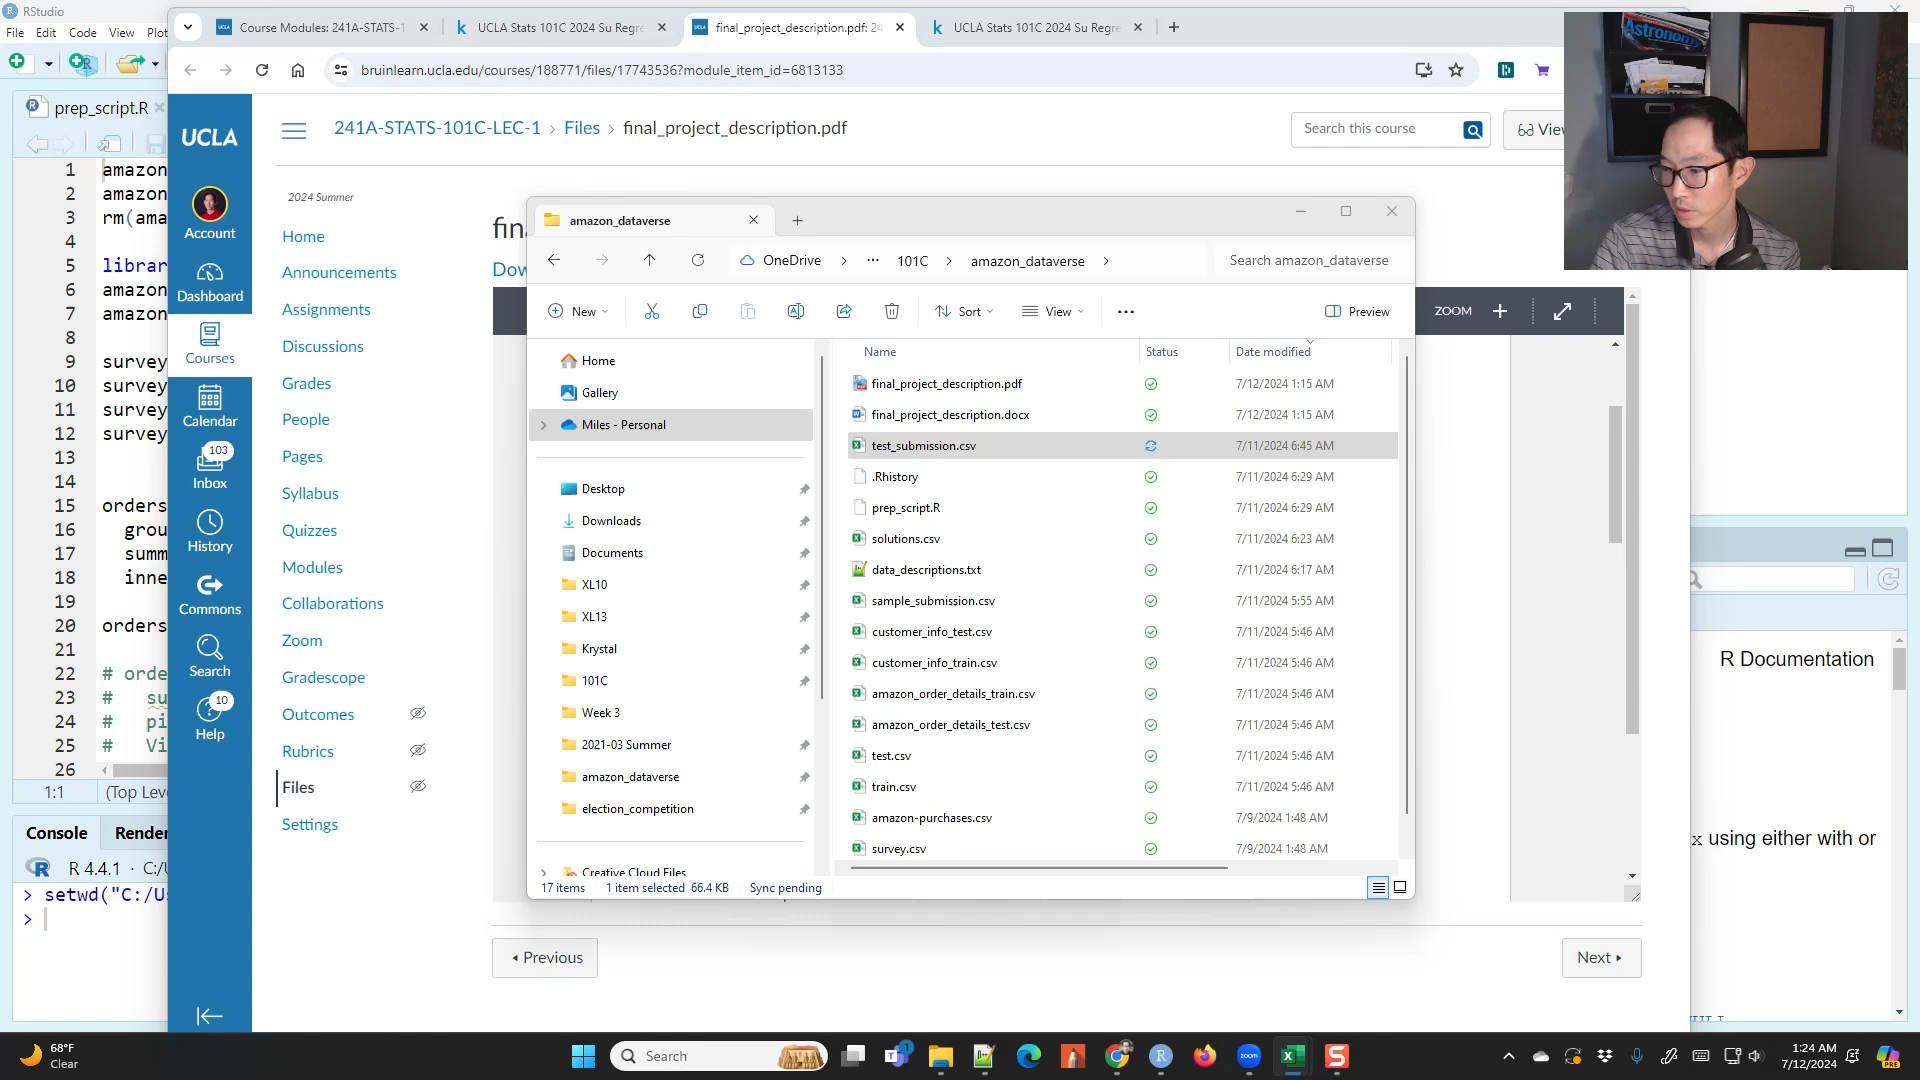 RStudio
File Edit Code View Plot
prep_script.R
1 amazon
2 amazon
3 rm(ama
4
5 librar
6 amazon
7 amazon
8
9 survey
10 survey
11 survey
12 survey
13
14
15 orders
16 grou
17 summ
18 inne
19
20 orders
21
22 # orde
23 # su
24 # pi
25 # Vi
26
1:1 (Top Leve
Console Render
R 4.4.1 · C:/U
> setwd("C:/Us
>
Course Modules: 241A-STATS-1
UCLA Stats 101C 2024 Su Regre
final_project_description.pdf: 24
UCLA Stats 101C 2024 Su Regre
bruinlearn.ucla.edu/courses/188771/files/17743536?module_item_id=6813133
UCLA
Account
Dashboard
Courses
Calendar
103
Inbox
History
Commons
Search
10
Help
241A-STATS-101C-LEC-1 › Files › final_project_description.pdf
Search this course
View
2024 Summer
Home
Announcements
Assignments
Discussions
Grades
People
Pages
Syllabus
Quizzes
Modules
Collaborations
Zoom
Gradescope
Outcomes
Rubrics
Files
Settings
fin
Dow
ZOOM
Previous
Next
amazon_dataverse
OneDrive › ··· 101C › amazon_dataverse ›
Search amazon_dataverse
New
Sort
View
Preview
Home
Gallery
Miles - Personal
Desktop
Downloads
Documents
XL10
XL13
Krystal
101C
Week 3
2021-03 Summer
amazon_dataverse
election_competition
Creative Cloud Files
Name Status Date modified
final_project_description.pdf 7/12/2024 1:15 AM
final_project_description.docx 7/12/2024 1:15 AM
test_submission.csv 7/11/2024 6:45 AM
.Rhistory 7/11/2024 6:29 AM
prep_script.R 7/11/2024 6:29 AM
solutions.csv 7/11/2024 6:23 AM
data_descriptions.txt 7/11/2024 6:17 AM
sample_submission.csv 7/11/2024 5:55 AM
customer_info_test.csv 7/11/2024 5:46 AM
customer_info_train.csv 7/11/2024 5:46 AM
amazon_order_details_train.csv 7/11/2024 5:46 AM
amazon_order_details_test.csv 7/11/2024 5:46 AM
test.csv 7/11/2024 5:46 AM
train.csv 7/11/2024 5:46 AM
amazon-purchases.csv 7/9/2024 1:48 AM
survey.csv 7/9/2024 1:48 AM
17 items 1 item selected 66.4 KB Sync pending
Astronomy
R Documentation
x using either with or
68°F
Clear
Search
1
zoom
1:24 AM
7/12/2024
PRE